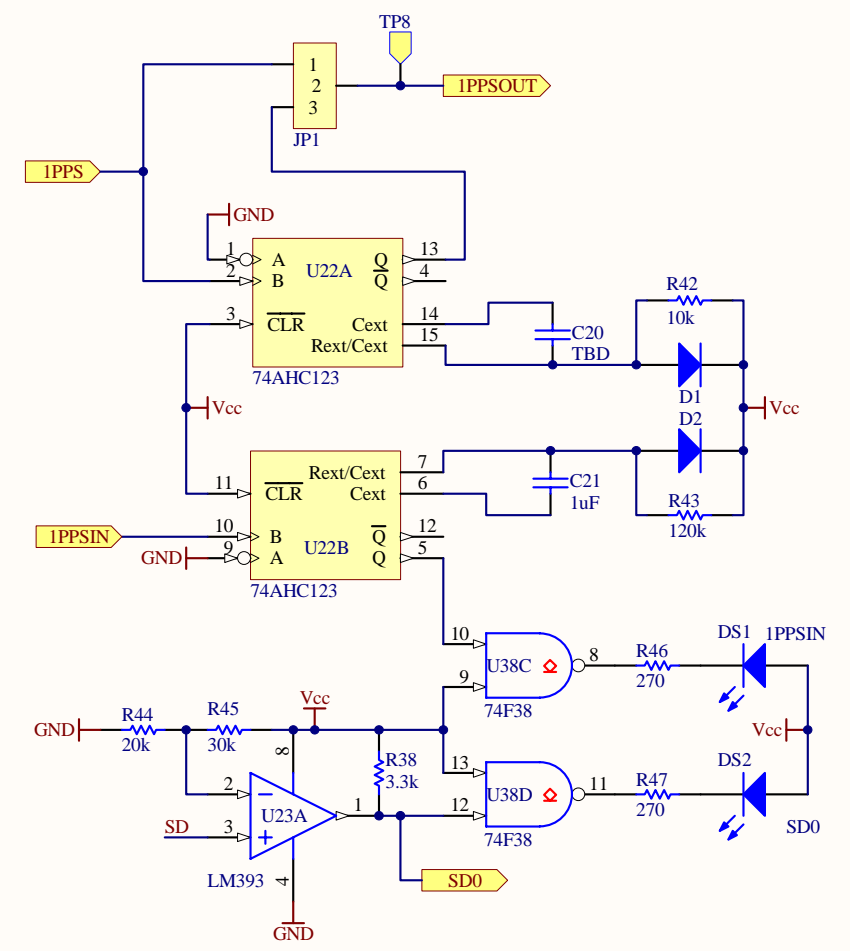 TP8
1
2
3
1PPSOUT
JP1
1PPS
GND
1
2
A
B
U22A
Q
Q
13
4
3
CLR
Cext
14
Rext/Cext
15
74AHC123
C20
TBD
R42
10k
D1
D2
Vcc
Vcc
11
CLR
Rext/Cext
7
Cext
6
C21
1uF
R43
120k
1PPSIN
10
B
Q
12
GND
9
A
U22B
Q
5
74AHC123
10
9
U38C
8
74F38
R46
270
DS1
1PPSIN
Vcc
GND
R44
20k
R45
30k
Vcc
8
R38
3.3k
13
12
U38D
11
74F38
R47
270
DS2
SD0
2
U23A
1
SD
3
LM393
4
SD0
GND